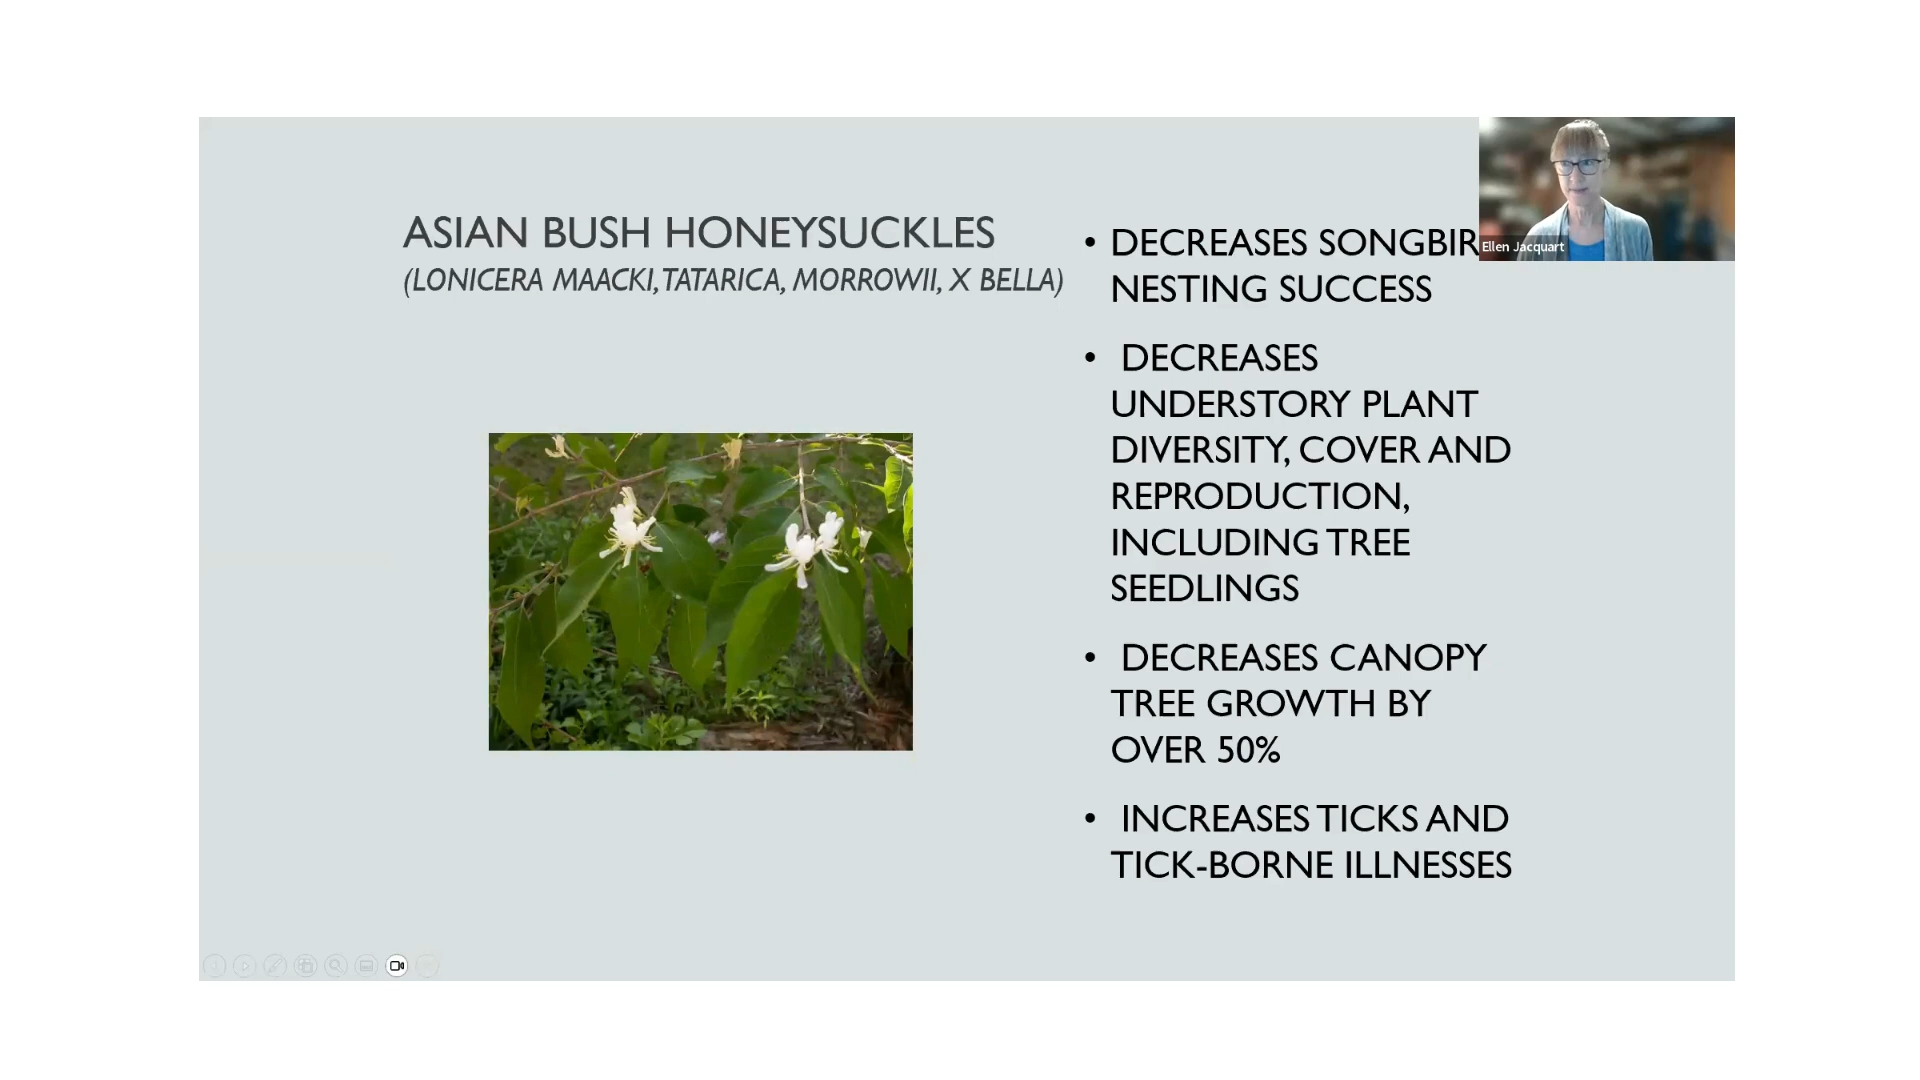 ASIAN BUSH HONEYSUCKLES
(LONICERA MAACKI, TATARICA, MORROWII, X BELLA)
• DECREASES
NESTING SUCCESS
• DECREASES
UNDERSTORY PLANT
DIVERSITY, COVER AND
REPRODUCTION,
INCLUDING TREE
SEEDLINGS
• DECREASES CANOPY
TREE GROWTH BY
OVER 50%
• INCREASES TICKS AND
TICK-BORNE ILLNESSES
Ellen Jacquart